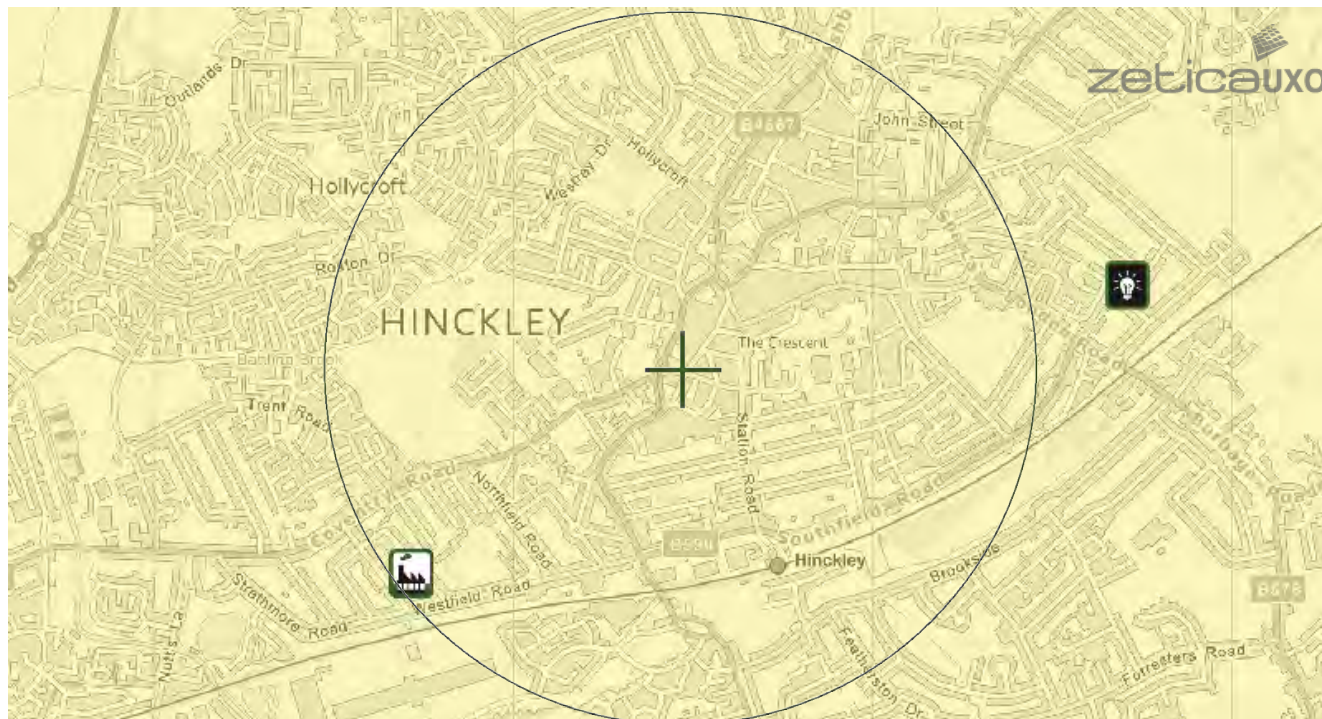 zeticauxo
Outlands Dr
B4667
John Street
Hollycroft
Westray Dr
Hollycroft
Roston Dr
HINCKLEY
The Crescent
Trent Road
Station Road
Burbage Road
Coventry Road
Northfield Road
Southfield Road
B590
Hinckley
Brookside
Westfield Road
Strathmore Road
Nutts La
B578
Featherston Dr
Forresters Road